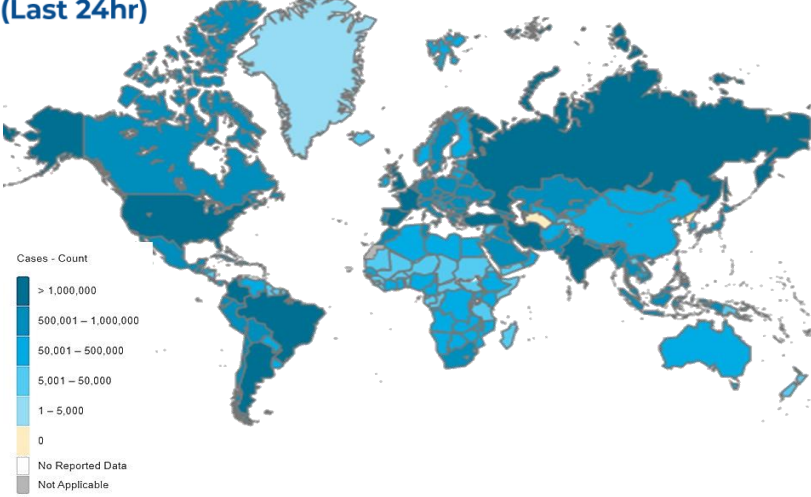 (Last 24hr)
Cases - Count
> 1,000,000
500,001 – 1,000,000
50,001 – 500,000
5,001 – 50,000
1 – 5,000
0
No Reported Data
Not Applicable